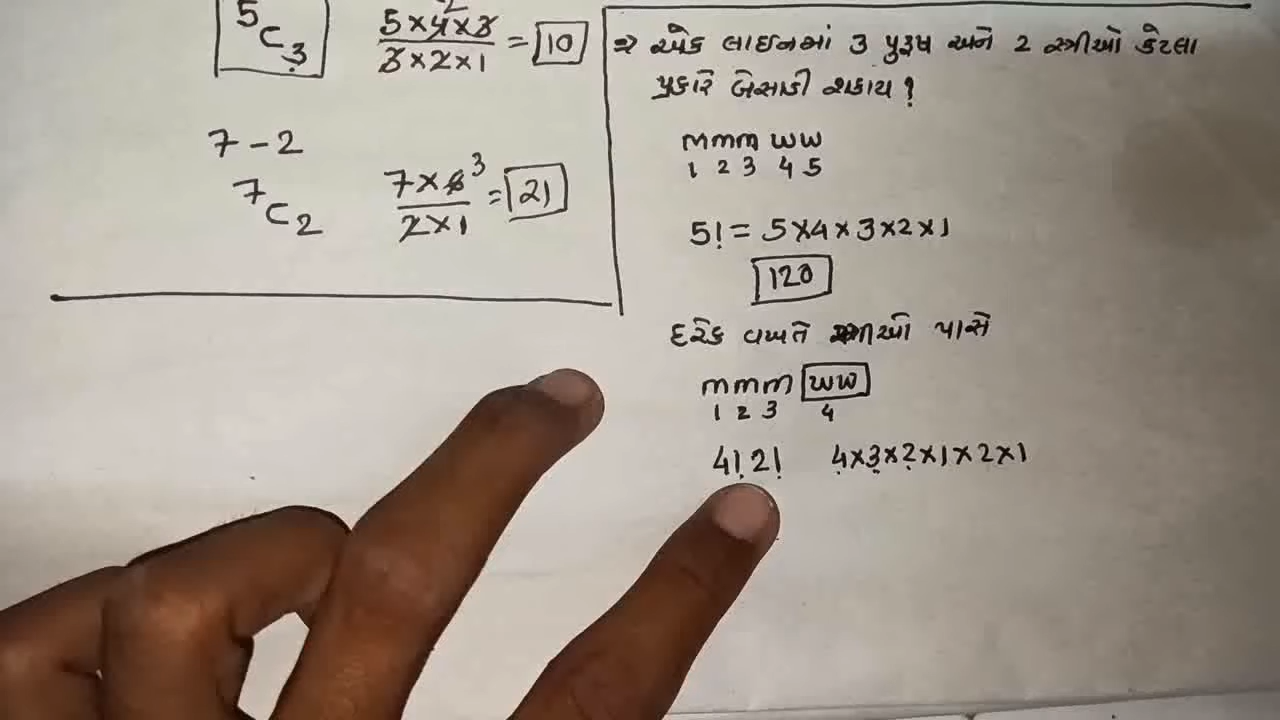 5C3 5×4×3/3×2×1 = 10
2
7-2
7C2 7×6/2×1 = 21
3
⇒ એક લાઇનમાં 3 પુરૂષ અને 2 સ્ત્રીઓ કેટલા
પ્રકારે બેસાડી શકાય ?
mmm ww
1 2 3 4 5
5! = 5×4×3×2×1
120
દરેક વખતે સ્ત્રીઓ પાસે
mmm ww
1 2 3 4
4! 2! 4×3×2×1×2×1